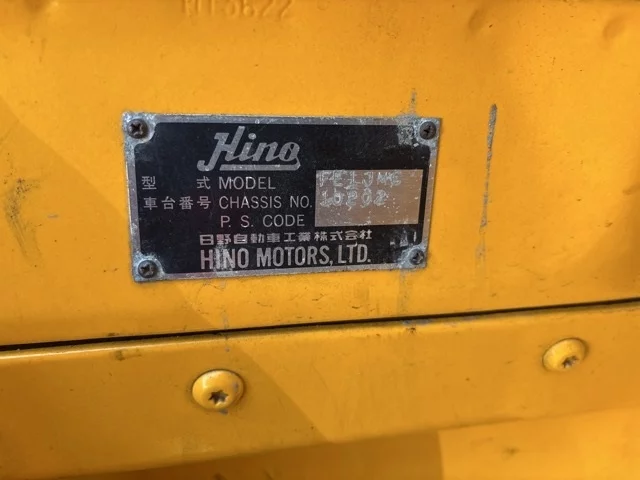 Hino
型 式 MODEL
車台番号 CHASSIS NO.
P. S. CODE
日野自動車工業株式会社
HINO MOTORS, LTD.